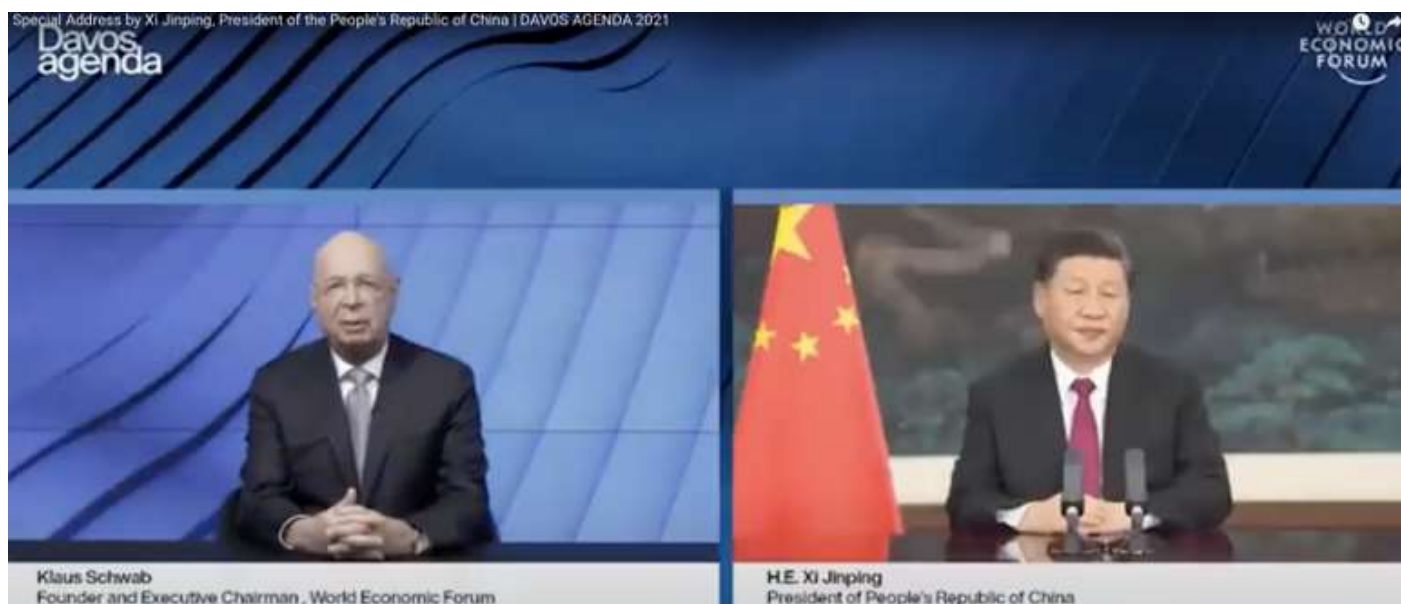 Special Address by Xi Jinping, President of the People's Republic of China | DAVOS AGENDA 2021
Davos
agenda
WORLD
ECONOMIC
FORUM
Klaus Schwab
Founder and Executive Chairman , World Economic Forum
H.E. Xi Jinping
President of People's Republic of China